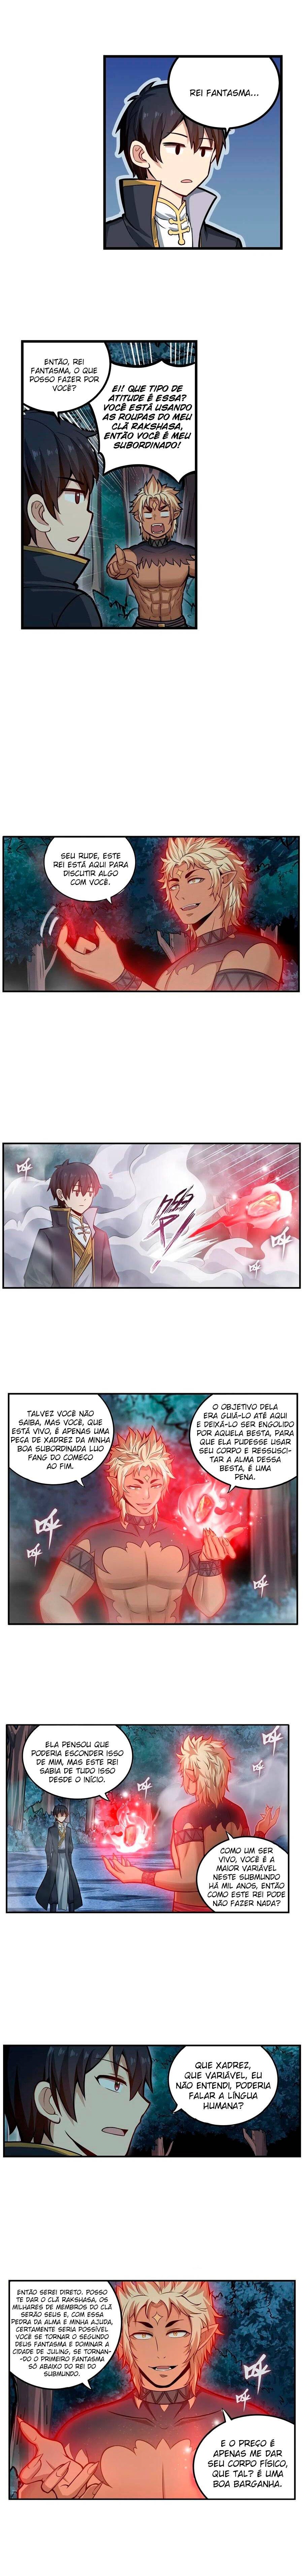 REI FANTASMA...
ENTÃO, REI
FANTASMA, O QUE
POSSO FAZER POR
VOCÊ?
EI! QUE TIPO DE
ATITUDE É ESSA?
VOCÊ ESTÁ USANDO
AS ROUPAS DO MEU
CLÃ RAKSHASA,
ENTÃO VOCÊ É MEU
SUBORDINADO!
SEU RUDE, ESTE
REI ESTÁ AQUI PARA
DISCUTIR ALGO
COM VOCÊ.
TALVEZ VOCÊ NÃO
SAIBA, MAS VOCÊ, QUE
ESTÁ VIVO, É APENAS UMA
PEÇA DE XADREZ DA MINHA
BOA SUBORDINADA LUO
FANG DO COMEÇO
AO FIM.
O OBJETIVO DELA
ERA GUIÁ-LO ATÉ AQUI
E DEIXÁ-LO SER ENGOLIDO
POR AQUELA BESTA, PARA
QUE ELA PUDESSE USAR
SEU CORPO E RESSUSCI-
TAR A ALMA DESSA
BESTA, É UMA
PENA.
ELA PENSOU QUE
PODERIA ESCONDER ISSO
DE MIM, MAS ESTE REI
SABIA DE TUDO ISSO
DESDE O INÍCIO.
COMO UM SER
VIVO, VOCÊ É A
MAIOR VARIÁVEL
NESTE SUBMUNDO
HÁ MIL ANOS, ENTÃO
COMO ESTE REI PODE
NÃO FAZER NADA?
QUE XADREZ,
QUE VARIÁVEL, EU
NÃO ENTENDI, PODERIA
FALAR A LÍNGUA
HUMANA?
ENTÃO SEREI DIRETO. POSSO
TE DAR O CLÃ RAKSHASA, OS
MILHARES DE MEMBROS DO CLÃ
SERÃO SEUS E, COM ESSA
PEDRA DA ALMA E MINHA AJUDA,
CERTAMENTE SERIA POSSÍVEL
VOCÊ SE TORNAR O SEGUNDO
DEUS FANTASMA E DOMINAR A
CIDADE DE JULING, SE TORNAN-
-DO O PRIMEIRO FANTASMA
SÓ ABAIXO DO REI DO
SUBMUNDO.
E O PREÇO É
APENAS ME DAR
SEU CORPO FÍSICO,
QUE TAL? É UMA
BOA BARGANHA.